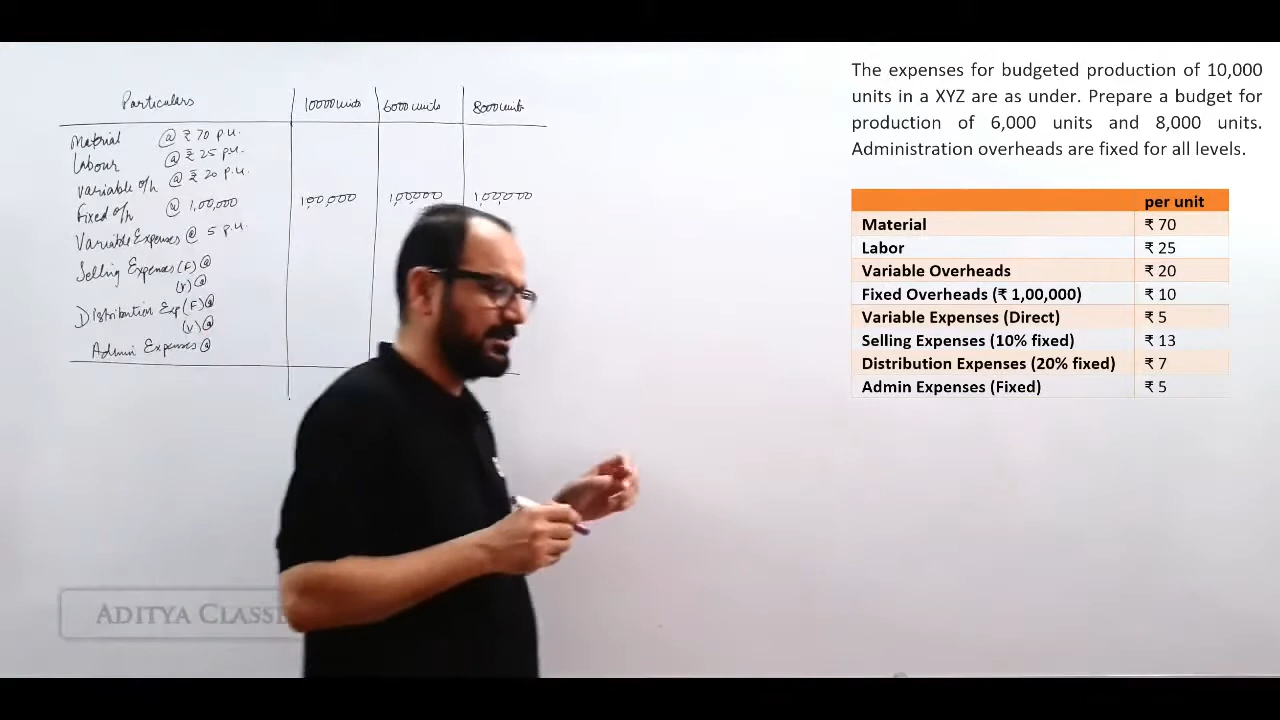 Particulars 10000 units 6000 units 8000 units
Material @ ₹ 70 p.u.
Labour @ ₹ 25 p.u.
Variable o/h @ ₹ 20 p.u.
Fixed o/h @ 1,00,000 1,00,000 1,00,000 1,00,000
Variable Expenses @ 5 p.u.
Selling Expenses (F) @
(V) @
Distribution Exp (F) @
(V) @
Admin Expenses @
The expenses for budgeted production of 10,000
units in a XYZ are as under. Prepare a budget for
production of 6,000 units and 8,000 units.
Administration overheads are fixed for all levels.
per unit
Material ₹ 70
Labor ₹ 25
Variable Overheads ₹ 20
Fixed Overheads (₹ 1,00,000) ₹ 10
Variable Expenses (Direct) ₹ 5
Selling Expenses (10% fixed) ₹ 13
Distribution Expenses (20% fixed) ₹ 7
Admin Expenses (Fixed) ₹ 5
ADITYA CLASSE